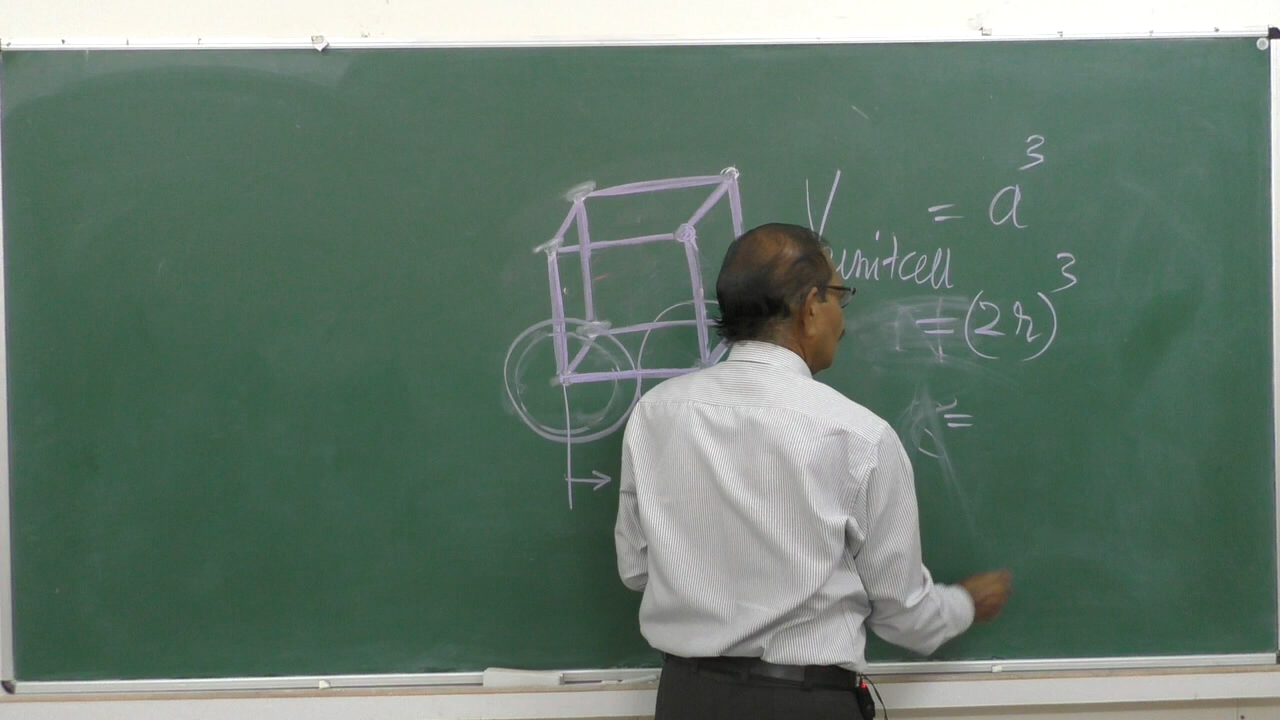 V unitcell = a³
= (2r)³
=